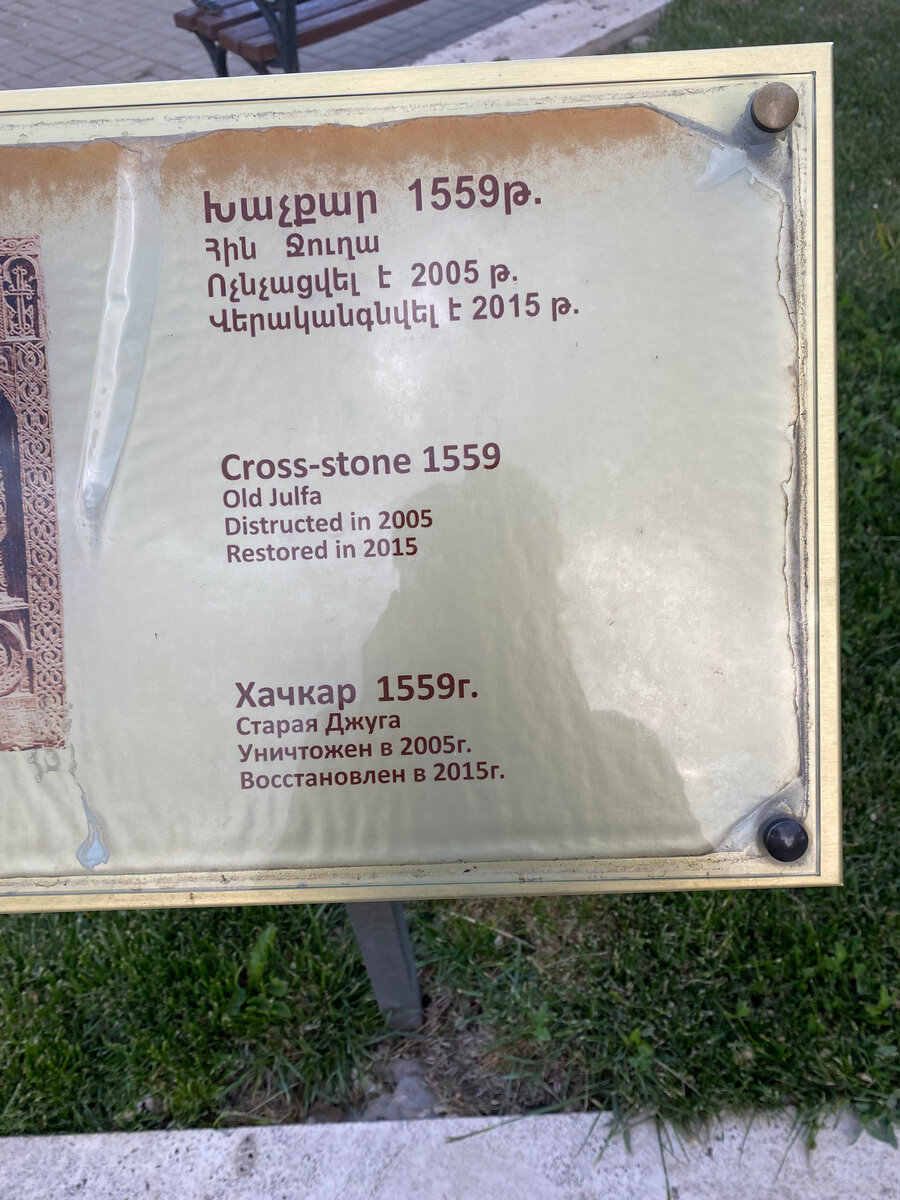 Խաչքար 1559թ.
Հին Ջուղա
Ոչնչացվել է 2005 թ.
Վերականգնվել է 2015 թ.
Cross-stone 1559
Old Julfa
Distructed in 2005
Restored in 2015
Хачкар 1559г.
Старая Джуга
Уничтожен в 2005г.
Восстановлен в 2015г.